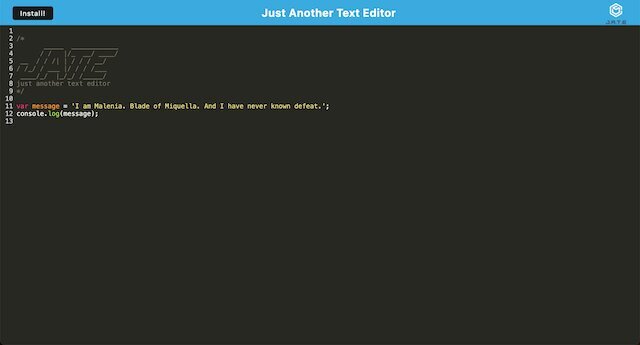 Install!
Just Another Text Editor
JATE
1
2 /*
3
4
5
6
7
8 just another text editor
9 */
10
11 var message = 'I am Malenia. Blade of Miquella. And I have never known defeat.';
12 console.log(message);
13